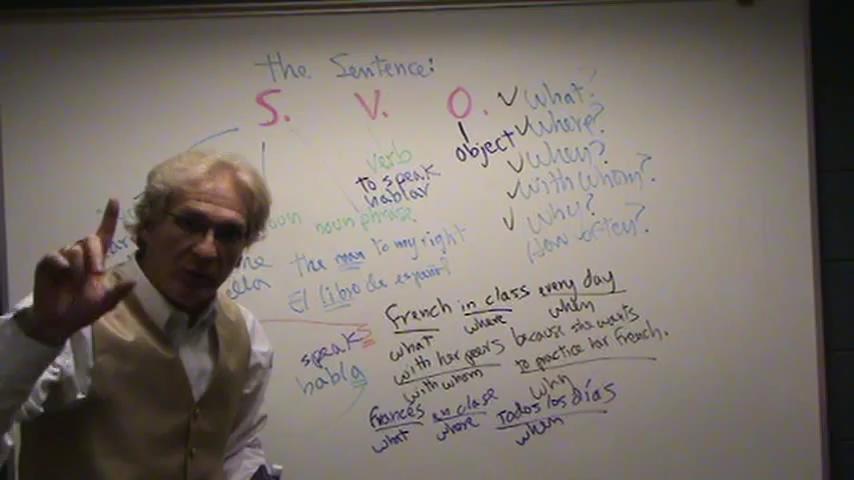 the Sentence:
S. V. O. ✓ What?
✓ Where?
object
verb ✓ When?
to speak ✓ With whom?
hablar
noun phrase ✓ Why?
the man to my right How often?
ella El libro de español
French in class every day
what where when
speaks with her pears because she wants
with whom to practice her French.
habla why
Francés en clase Todos los días
what where when